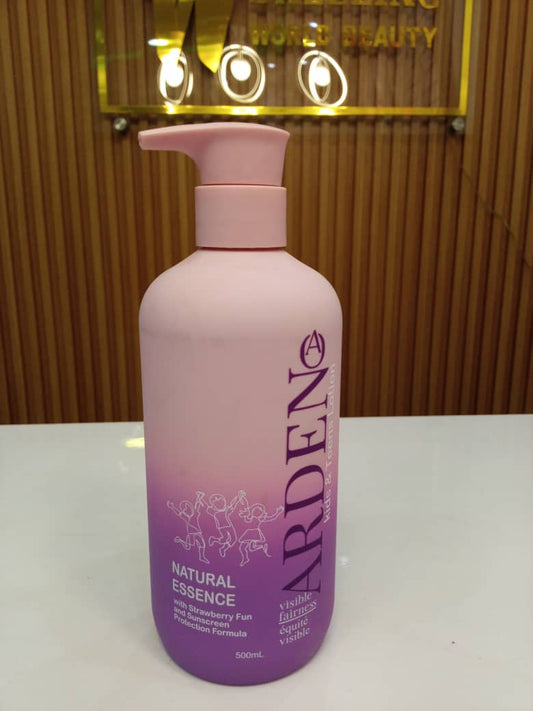 WORLD BEAUTY
ARDEN
Kids & Teens Lotion
NATURAL
ESSENCE
with Strawberry Fun
and Sunscreen
Protection Formula
visible
fairness
équité
visible
500mL